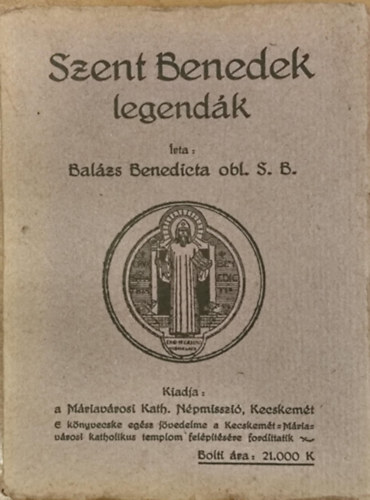 Szent Benedek
legendák
Irta:
Balázs Benedicta obl. S. B.
Kiadja:
a Máriavárosi Kath. Népmisszió, Kecskemét
E könyvecske egész jövedelme a Kecskemét=Mária=
városi katholikus templom felépítésére fordíttatik
Bolti ára: 21.000 K